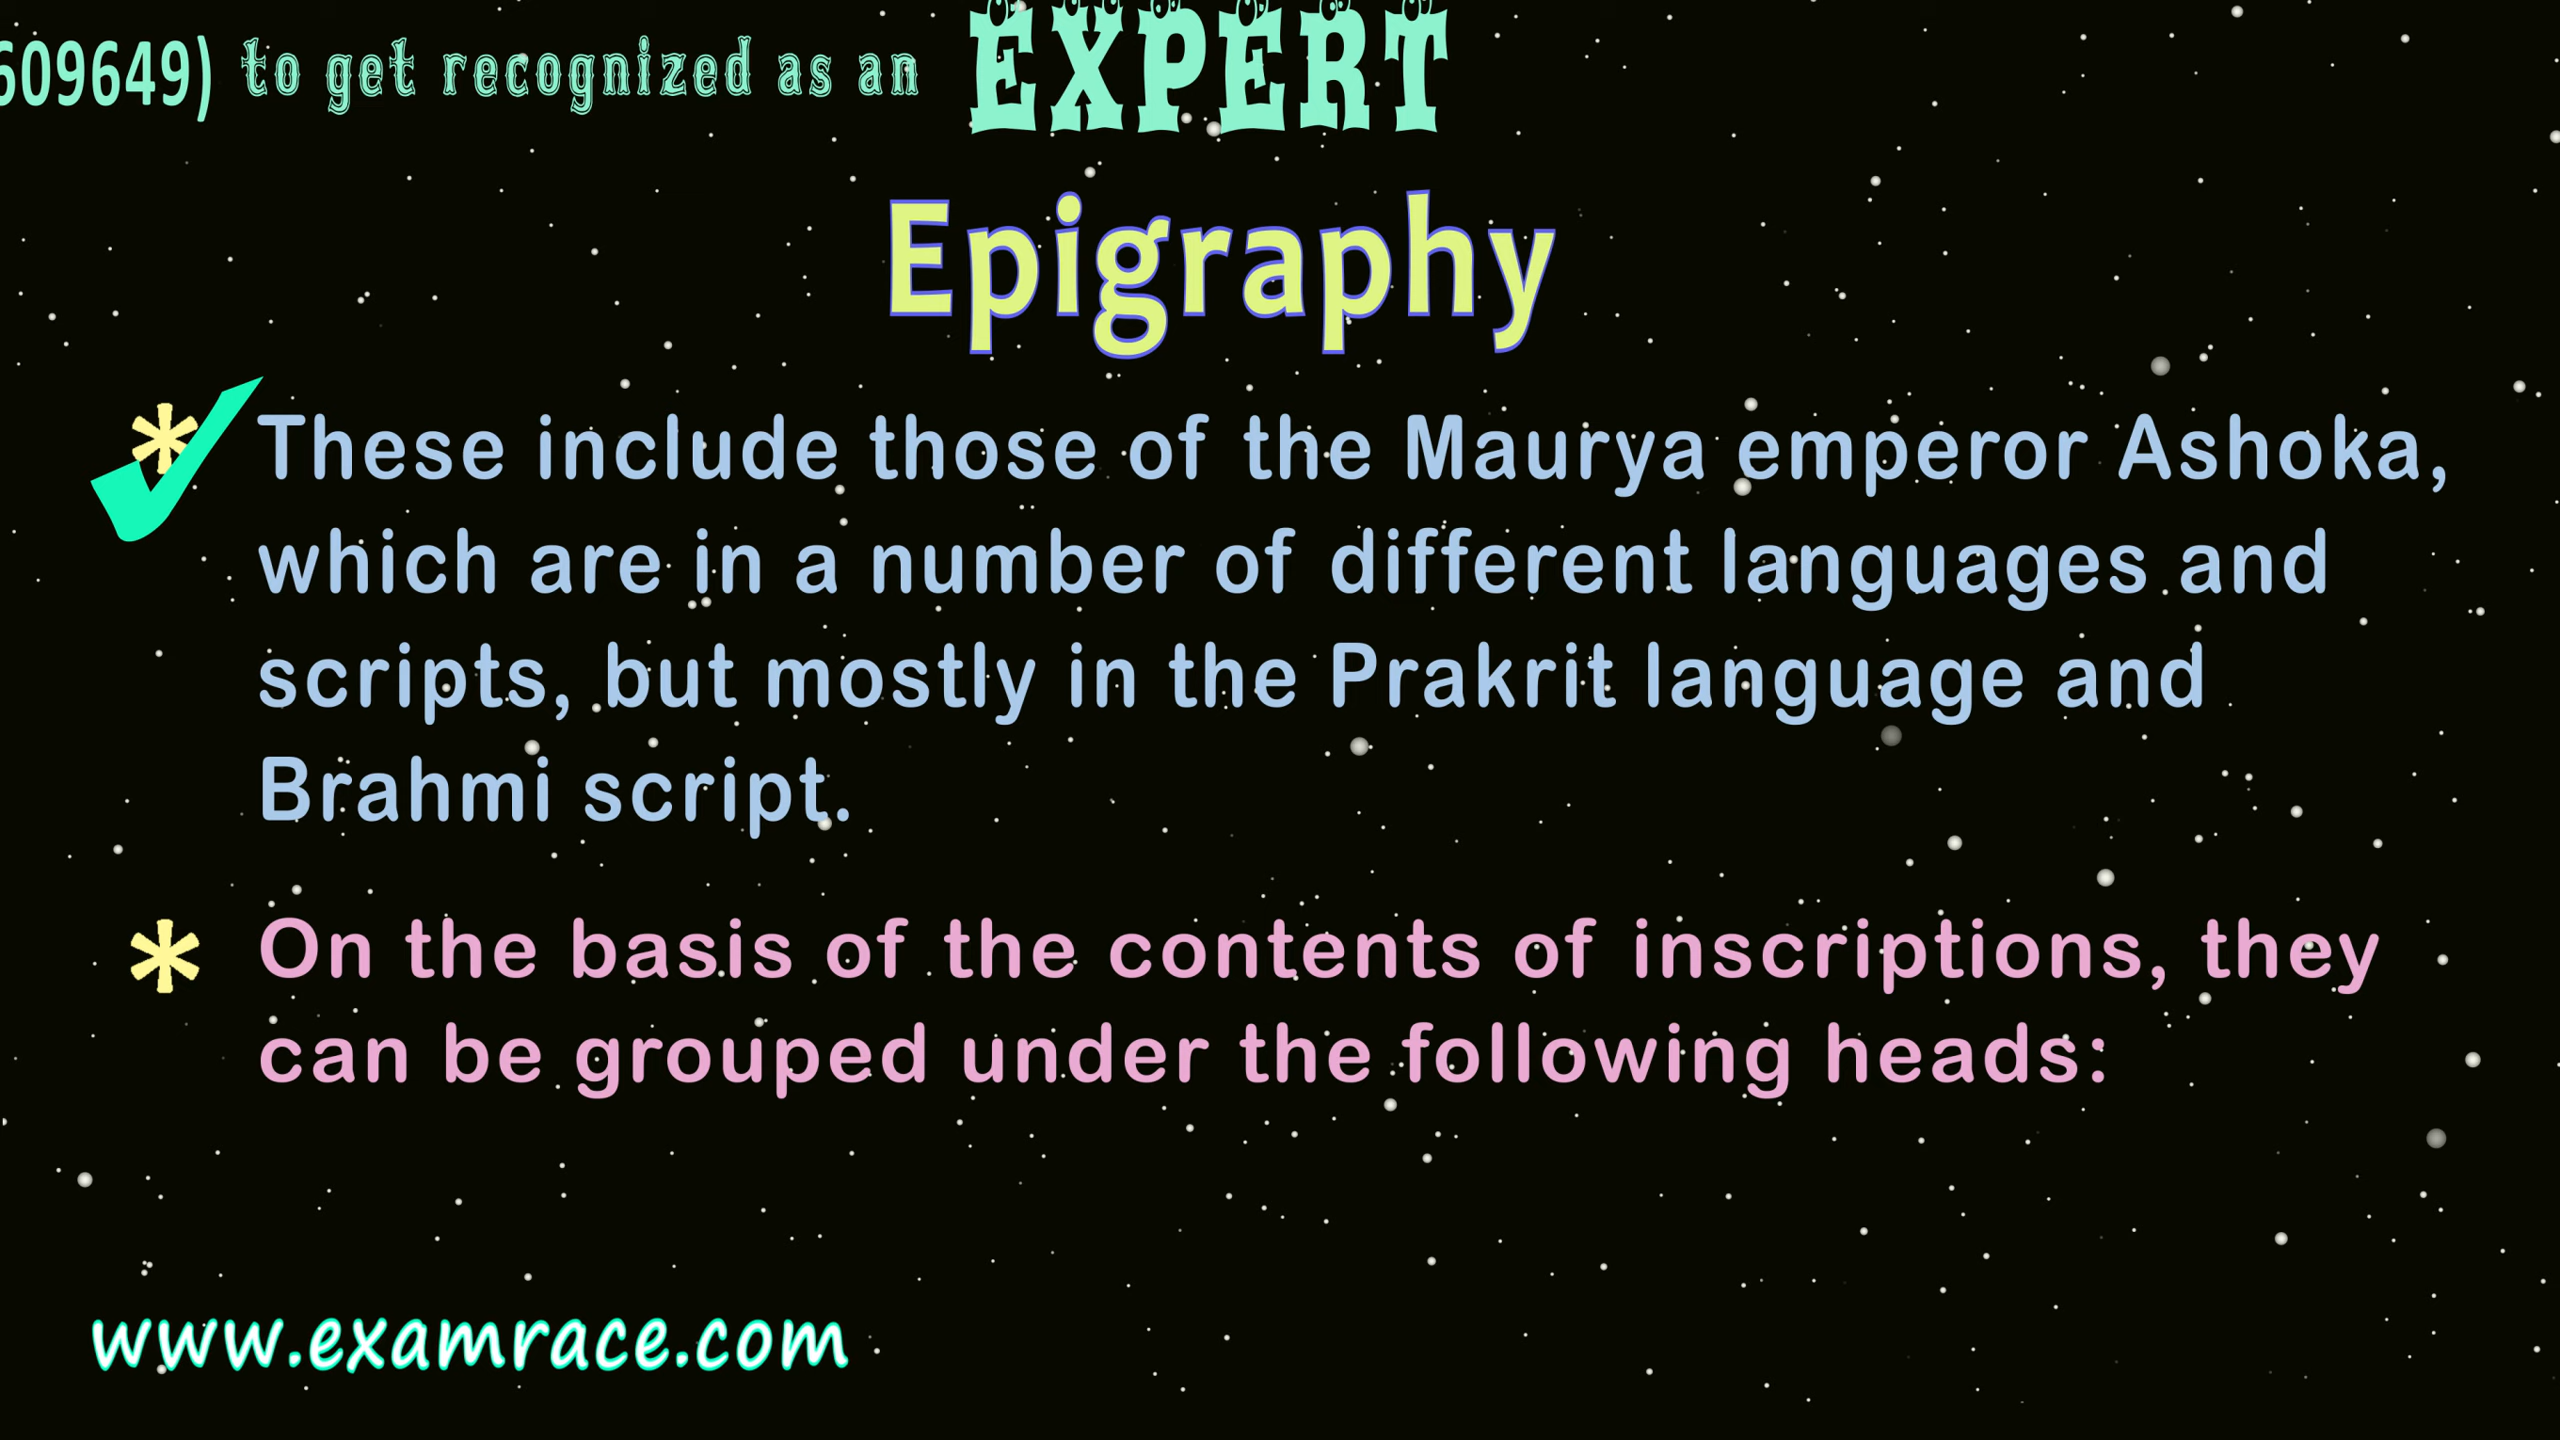 609649) to get recognized as an EXPERT
Epigraphy
* These include those of the Maurya emperor Ashoka,
which are in a number of different languages and
scripts, but mostly in the Prakrit language and
Brahmi script.
* On the basis of the contents of inscriptions, they
can be grouped under the following heads:
www.examrace.com